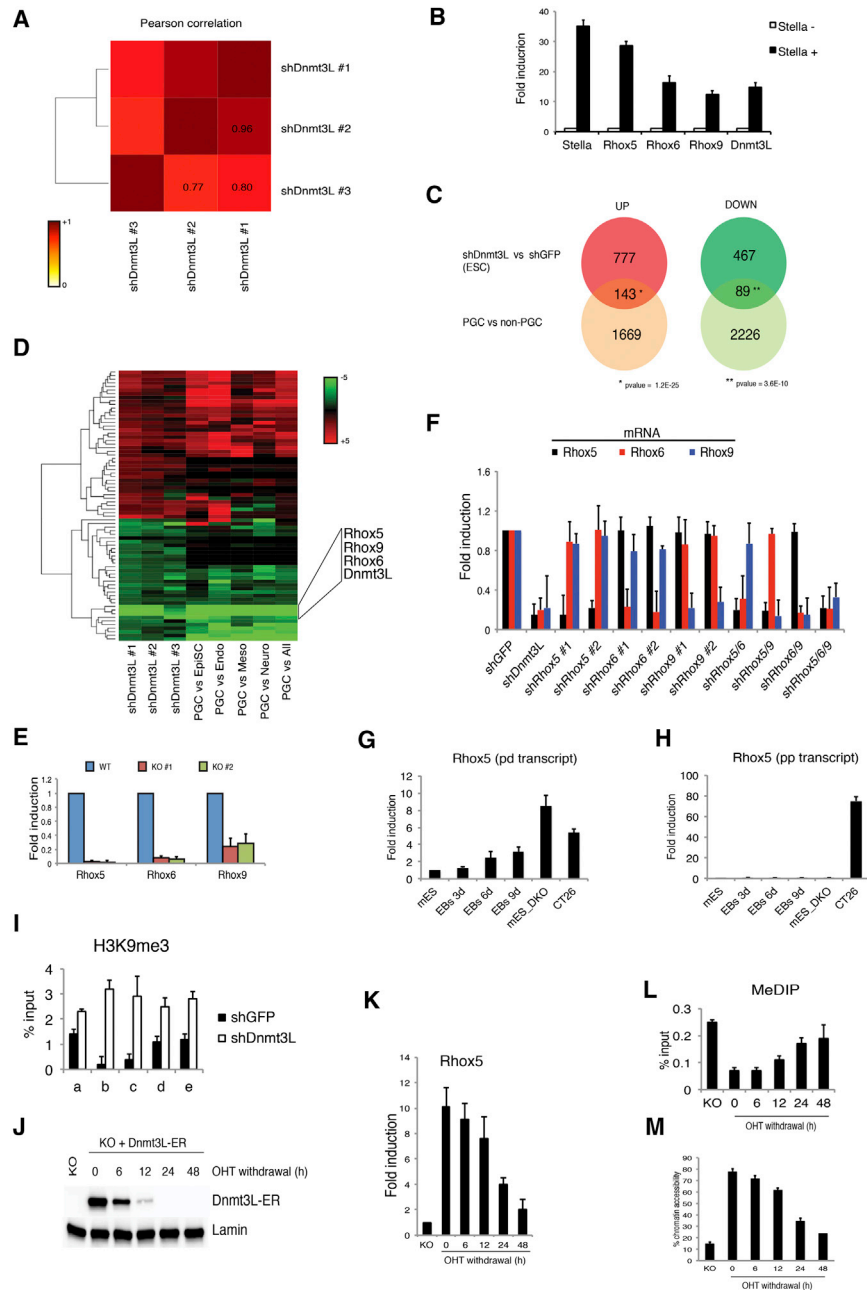 A
Pearson correlation
shDnmt3L #1
shDnmt3L #2
shDnmt3L #3
0.96
0.77
0.80
+1
0
shDnmt3L #3
shDnmt3L #2
shDnmt3L #1
B
Fold inducrion
40
30
20
10
0
Stella -
Stella +
Stella
Rhox5
Rhox6
Rhox9
Dnmt3L
C
UP
DOWN
shDnmt3L vs shGFP
(ESC)
777
467
143 *
89 **
PGC vs non-PGC
1669
2226
* pvalue = 1.2E-25
** pvalue = 3.6E-10
D
-5
+5
Rhox5
Rhox9
Rhox6
Dnmt3L
shDnmt3L #1
shDnmt3L #2
shDnmt3L #3
PGC vs EpiSC
PGC vs Endo
PGC vs Meso
PGC vs Neuro
PGC vs All
F
mRNA
Rhox5
Rhox6
Rhox9
Fold induction
1.6
1.2
0.8
0.4
0
shGFP
shDnmt3L
shRhox5 #1
shRhox5 #2
shRhox6 #1
shRhox6 #2
shRhox9 #1
shRhox9 #2
shRhox5/6
shRhox5/9
shRhox6/9
shRhox5/6/9
E
WT
KO #1
KO #2
Fold induction
1.2
1
0.8
0.6
0.4
0.2
0
Rhox5
Rhox6
Rhox9
G
Rhox5 (pd transcript)
Fold induction
12
10
8
6
4
2
0
mES
EBs 3d
EBs 6d
EBs 9d
mES_DKO
CT26
H
Rhox5 (pp transcript)
Fold induction
100
80
60
40
20
0
mES
EBs 3d
EBs 6d
EBs 9d
mES_DKO
CT26
I
H3K9me3
% input
4
3
2
1
0
a b c d e
shGFP
shDnmt3L
J
KO + Dnmt3L-ER
KO
0 6 12 24 48 OHT withdrawal (h)
Dnmt3L-ER
Lamin
K
Rhox5
Fold induction
14
12
10
8
6
4
2
0
KO 0 6 12 24 48
OHT withdrawal (h)
L
MeDIP
% input
0.3
0.2
0.1
0
KO 0 6 12 24 48
OHT withdrawal (h)
M
% chromatin accessibility
90
80
70
60
50
40
30
20
10
0
KO 0 6 12 24 48
OHT withdrawal (h)